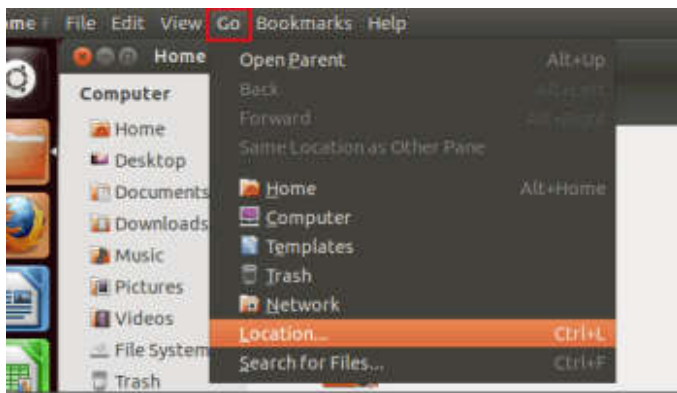 ome F File Edit View Go Bookmarks Help
Home
Computer
Home
Desktop
Documents
Downloads
Music
Pictures
Videos
File System
Trash
Open Parent Alt+Up
Back
Forward
Same Location as Other Pane
Home Alt+Home
Computer
Templates
Trash
Network
Location... Ctrl+L
Search for Files... Ctrl+F